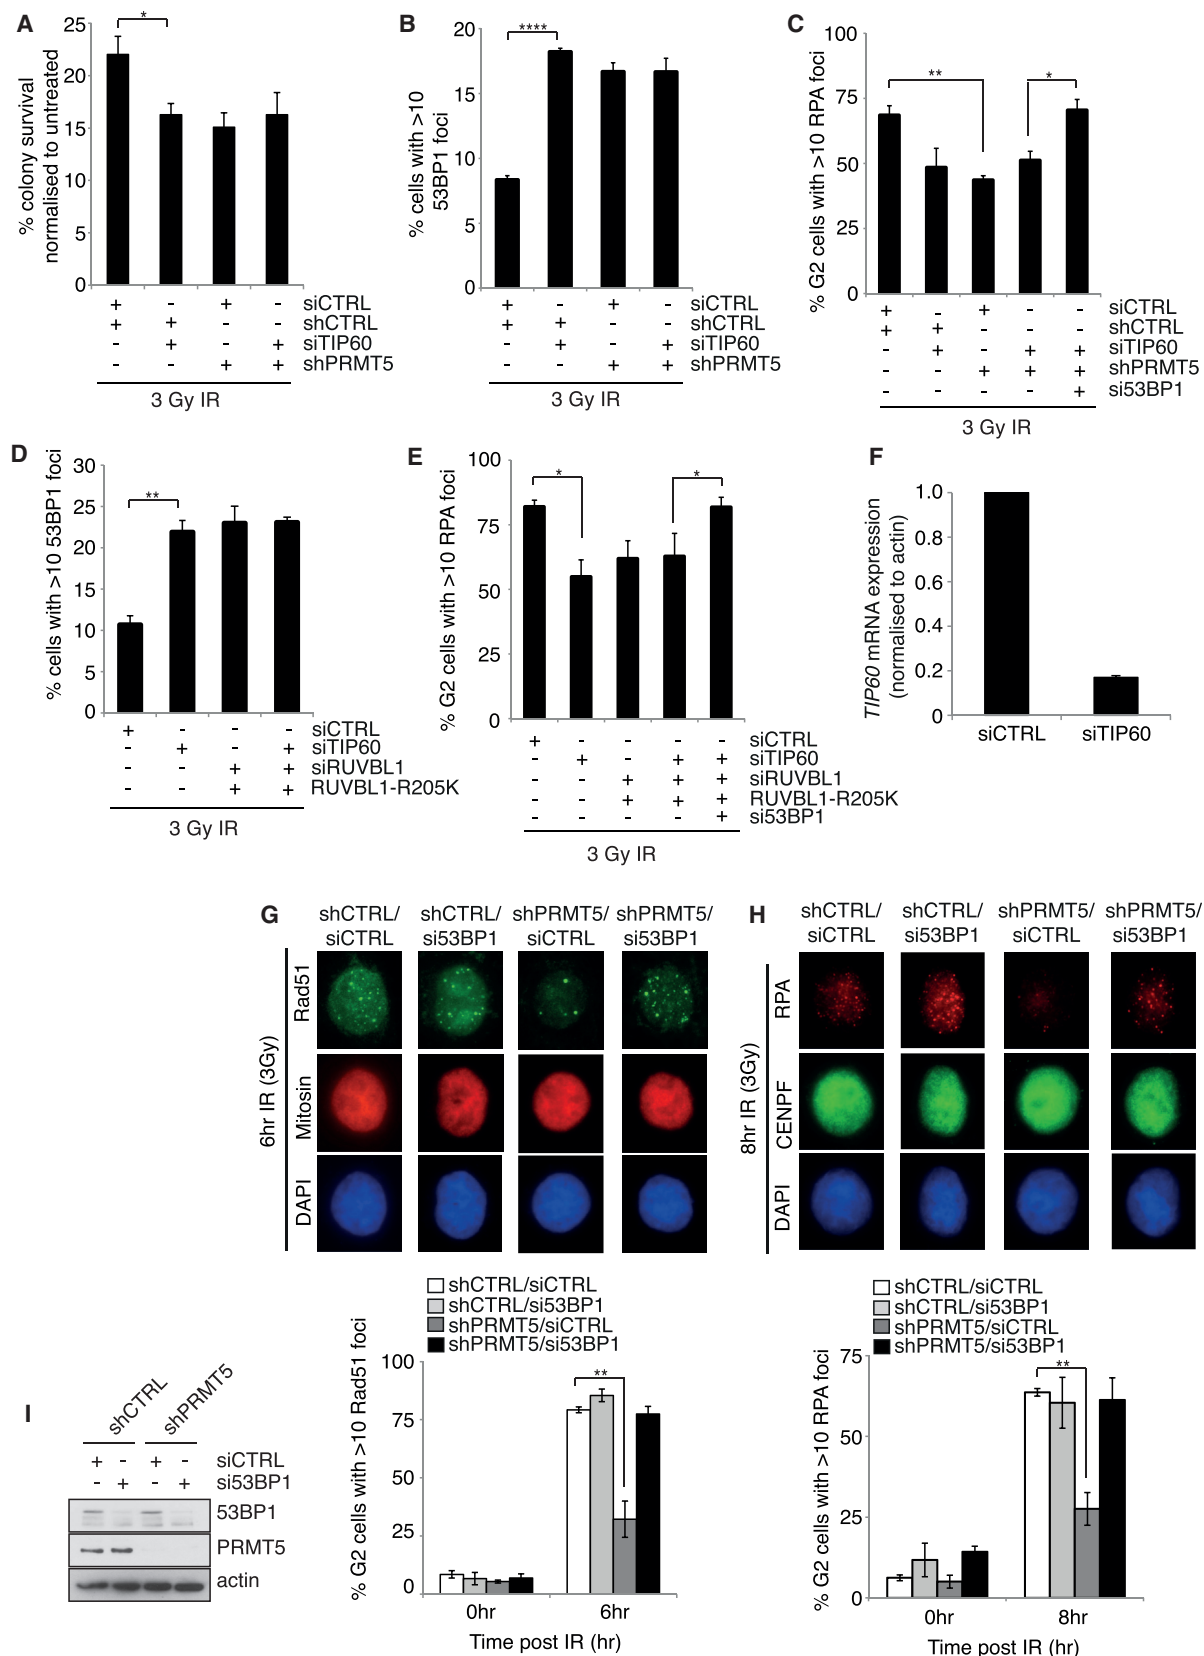 A
% colony survival
normalised to untreated
25
20
15
10
5
0
*
+ - + - siCTRL
+ + - - shCTRL
- + - + siTIP60
- - + + shPRMT5
3 Gy IR
B
% cells with >10
53BP1 foci
20
15
10
5
0
****
+ - + - siCTRL
+ + - - shCTRL
- + - + siTIP60
- - + + shPRMT5
3 Gy IR
C
% G2 cells with >10 RPA foci
100
75
50
25
0
** *
+ - + - - siCTRL
+ + - - - shCTRL
- + - + + siTIP60
- - + + + shPRMT5
- - - - + si53BP1
3 Gy IR
D
% cells with >10 53BP1 foci
30
25
20
15
10
5
0
**
+ - - - siCTRL
- + - + siTIP60
- - + + siRUVBL1
- - + + RUVBL1-R205K
3 Gy IR
E
% G2 cells with >10 RPA foci
100
75
50
25
0
* *
+ - - - - siCTRL
- + - + + siTIP60
- - + + + siRUVBL1
- - + + + RUVBL1-R205K
- - - - + si53BP1
3 Gy IR
F
TIP60 mRNA expression
(normalised to actin)
1.0
0.8
0.6
0.4
0.2
0
siCTRL siTIP60
G
shCTRL/ shCTRL/ shPRMT5/ shPRMT5/
siCTRL si53BP1 siCTRL si53BP1
6hr IR (3Gy)
Rad51
Mitosin
DAPI
shCTRL/siCTRL
shCTRL/si53BP1
shPRMT5/siCTRL
shPRMT5/si53BP1
% G2 cells with >10 Rad51 foci
100
75
50
25
0
**
0hr 6hr
Time post IR (hr)
H
shCTRL/ shCTRL/ shPRMT5/ shPRMT5/
siCTRL si53BP1 siCTRL si53BP1
8hr IR (3Gy)
RPA
CENPF
DAPI
shCTRL/siCTRL
shCTRL/si53BP1
shPRMT5/siCTRL
shPRMT5/si53BP1
% G2 cells with >10 RPA foci
75
50
25
0
**
0hr 8hr
Time post IR (hr)
I
shCTRL shPRMT5
+ - + - siCTRL
- + - + si53BP1
53BP1
PRMT5
actin